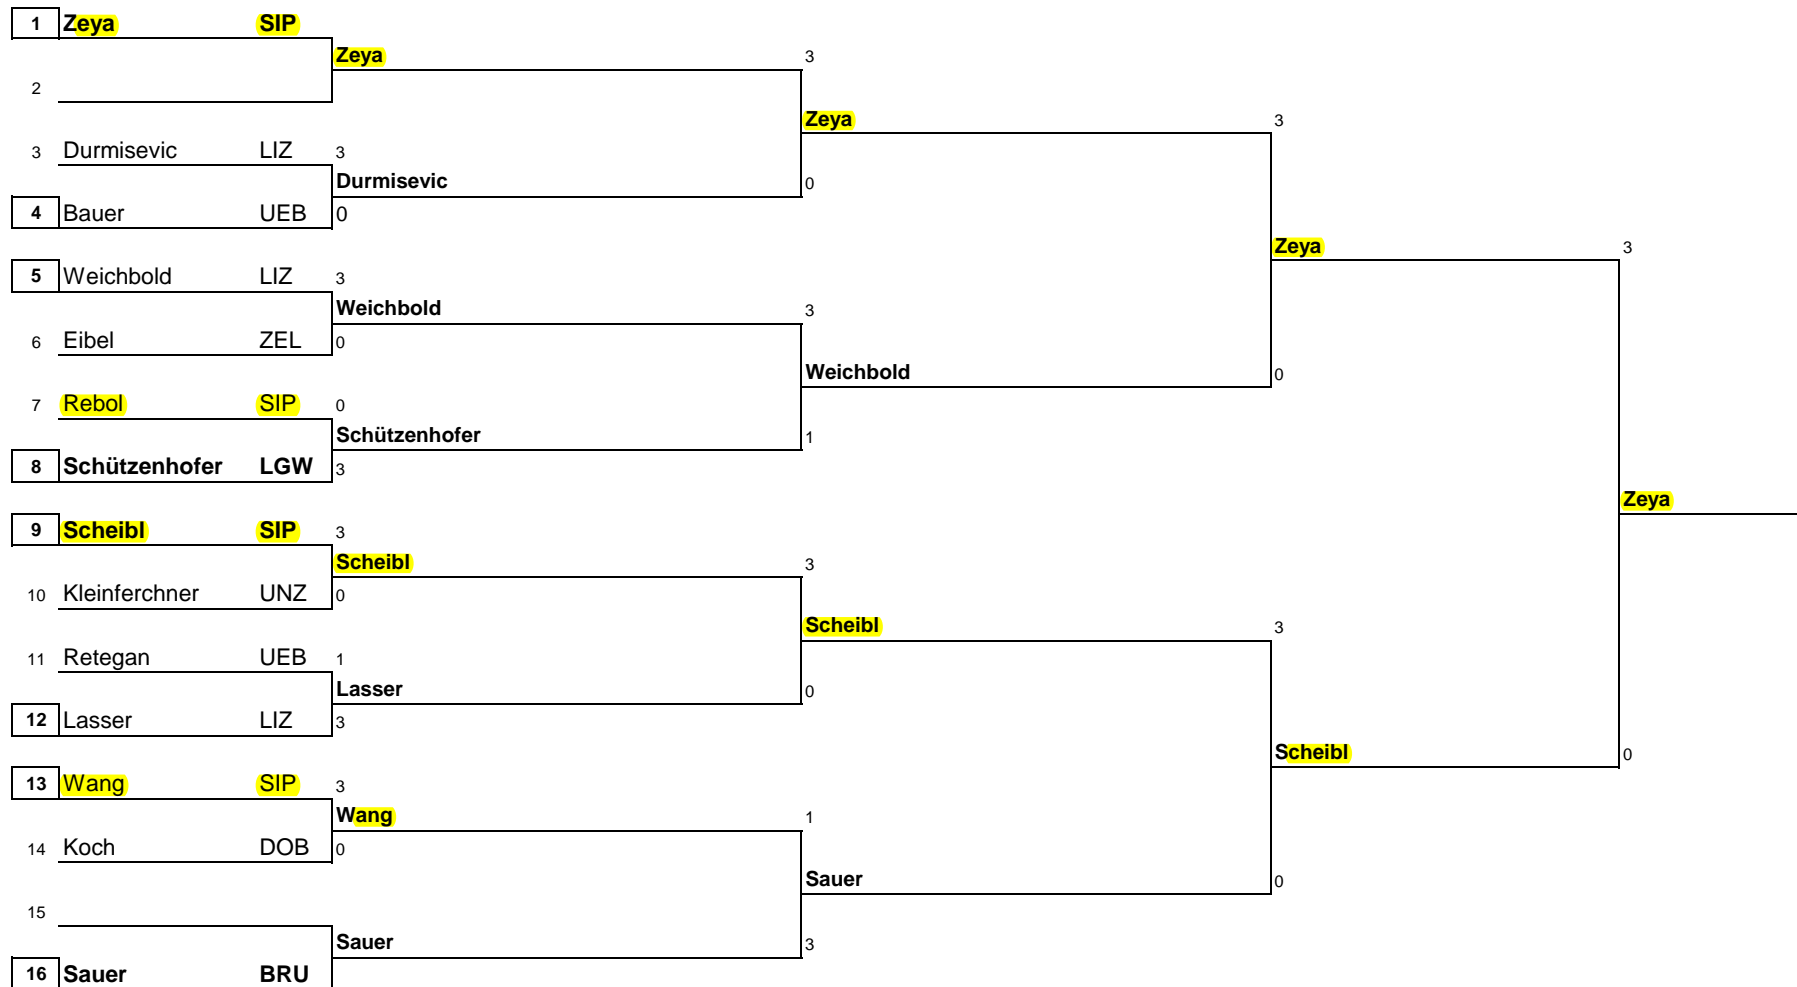 1 Zeya SIP
Zeya 3
2
Zeya 3
3 Durmisevic LIZ 3
Durmisevic 0
4 Bauer UEB 0
Zeya 3
5 Weichbold LIZ 3
Weichbold 3
6 Eibel ZEL 0
Weichbold 0
7 Rebol SIP 0
Schützenhofer 1
8 Schützenhofer LGW 3
Zeya
9 Scheibl SIP 3
Scheibl 3
10 Kleinferchner UNZ 0
Scheibl 3
11 Retegan UEB 1
Lasser 0
12 Lasser LIZ 3
Scheibl 0
13 Wang SIP 3
Wang 1
14 Koch DOB 0
Sauer 0
15
Sauer 3
16 Sauer BRU